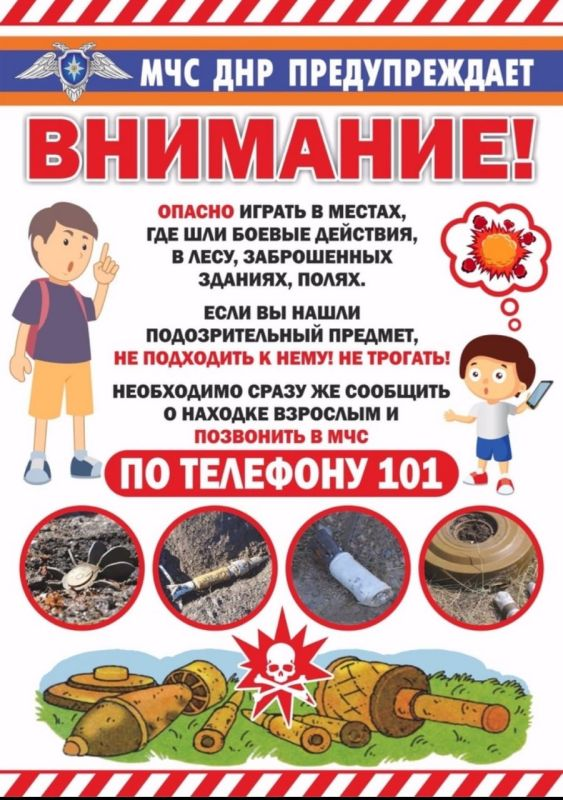 МЧС ДНР ПРЕДУПРЕЖДАЕТ
ВНИМАНИЕ!
ОПАСНО ИГРАТЬ В МЕСТАХ,
ГДЕ ШЛИ БОЕВЫЕ ДЕЙСТВИЯ,
В ЛЕСУ, ЗАБРОШЕННЫХ
ЗДАНИЯХ, ПОЛЯХ.
ЕСЛИ ВЫ НАШЛИ
ПОДОЗРИТЕЛЬНЫЙ ПРЕДМЕТ,
НЕ ПОДХОДИТЬ К НЕМУ! НЕ ТРОГАТЬ!
НЕОБХОДИМО СРАЗУ ЖЕ СООБЩИТЬ
О НАХОДКЕ ВЗРОСЛЫМ И
ПОЗВОНИТЬ В МЧС
ПО ТЕЛЕФОНУ 101